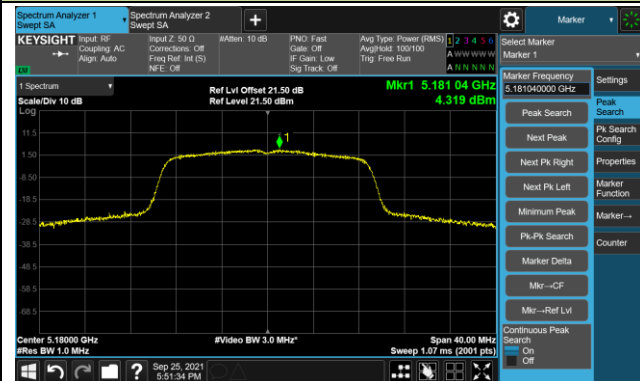 Spectrum Analyzer 1
Swept SA
Spectrum Analyzer 2
Swept SA
+
Marker
KEYSIGHT
Input: RF
Coupling: AC
Align: Auto
Input Z: 50 Ω
Corrections: Off
Freq Ref: Int (S)
NFE: Off
#Atten: 10 dB
PNO: Fast
Gate: Off
IF Gain: Low
Sig Track: Off
Avg Type: Power (RMS)
Avg|Hold: 100/100
Trig: Free Run
1 2 3 4 5 6
A W W W W W
A N N N N N
Select Marker
Marker 1
1 Spectrum
Scale/Div 10 dB
Log
Ref Lvl Offset 21.50 dB
Ref Level 21.50 dBm
Mkr1 5.181 04 GHz
4.319 dBm
11.5
1.50
-8.50
-18.5
-28.5
-38.5
-48.5
-58.5
-68.5
1
Center 5.18000 GHz
#Res BW 1.0 MHz
#Video BW 3.0 MHz*
Span 40.00 MHz
Sweep 1.07 ms (2001 pts)
Marker Frequency
5.181040000 GHz
Peak Search
Next Peak
Next Pk Right
Next Pk Left
Minimum Peak
Pk-Pk Search
Marker Delta
Mkr→CF
Mkr→Ref Lvl
Continuous Peak
Search
On
Off
Settings
Peak
Search
Pk Search
Config
Properties
Marker
Function
Marker→
Counter
?
Sep 25, 2021
5:51:34 PM